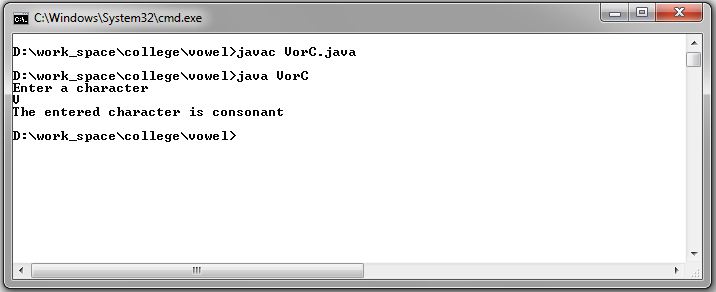 C:\Windows\System32\cmd.exe
D:\work_space\college\vowel>javac VorC.java
D:\work_space\college\vowel>java VorC
Enter a character
V
The entered character is consonant
D:\work_space\college\vowel>